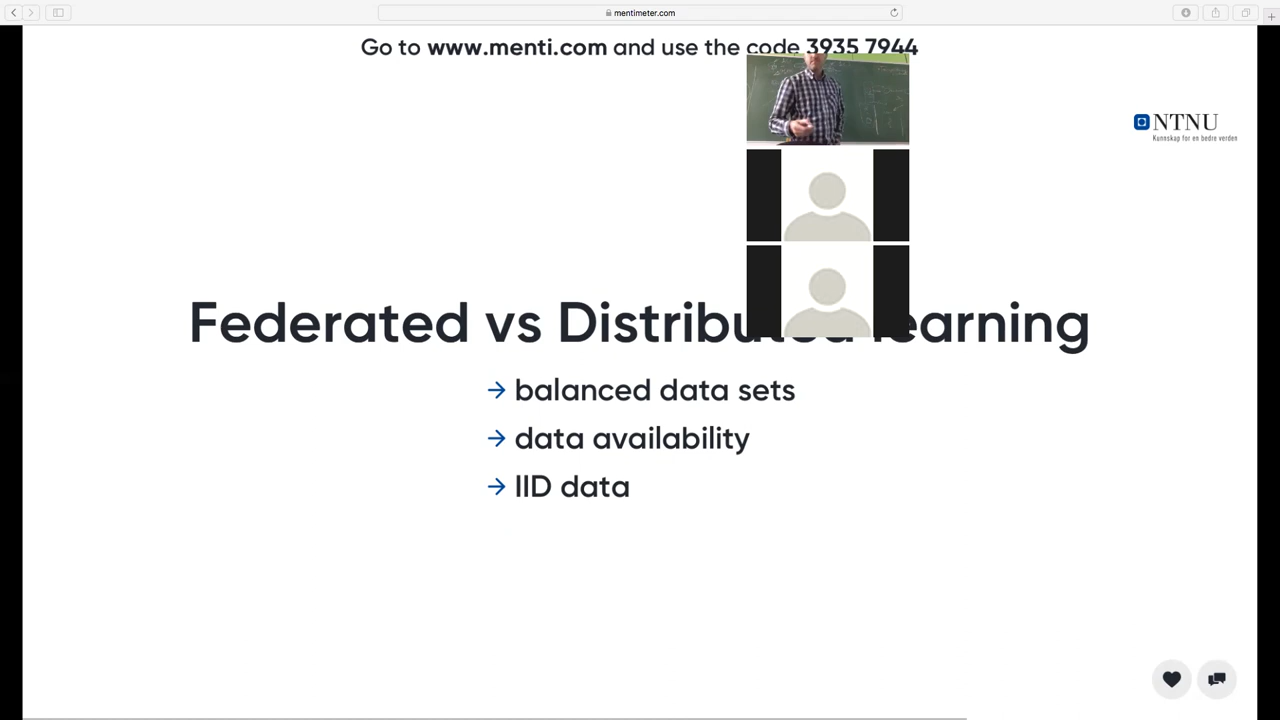 mentimeter.com
Go to www.menti.com and use the code 3935 7944
NTNU
Kunnskap for en bedre verden
Federated vs Distributed learning
→ balanced data sets
→ data availability
→ IID data